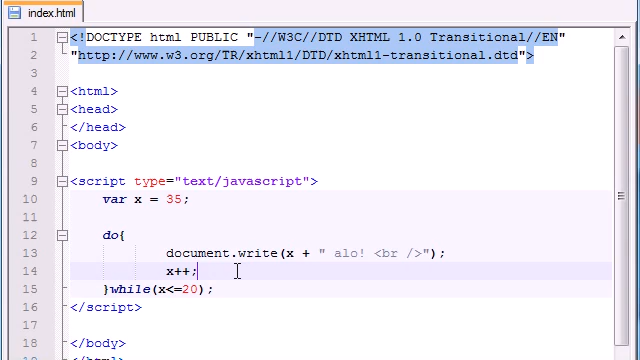 index.html
1 <!DOCTYPE html PUBLIC "-//W3C//DTD XHTML 1.0 Transitional//EN"
2 "http://www.w3.org/TR/xhtml1/DTD/xhtml1-transitional.dtd">
3
4 <html>
5 <head>
6 </head>
7 <body>
8
9 <script type="text/javascript">
10 var x = 35;
11
12 do{
13 document.write(x + " alo! <br />");
14 x++;
15 }while(x<=20);
16 </script>
17
18 </body>
19 </html>